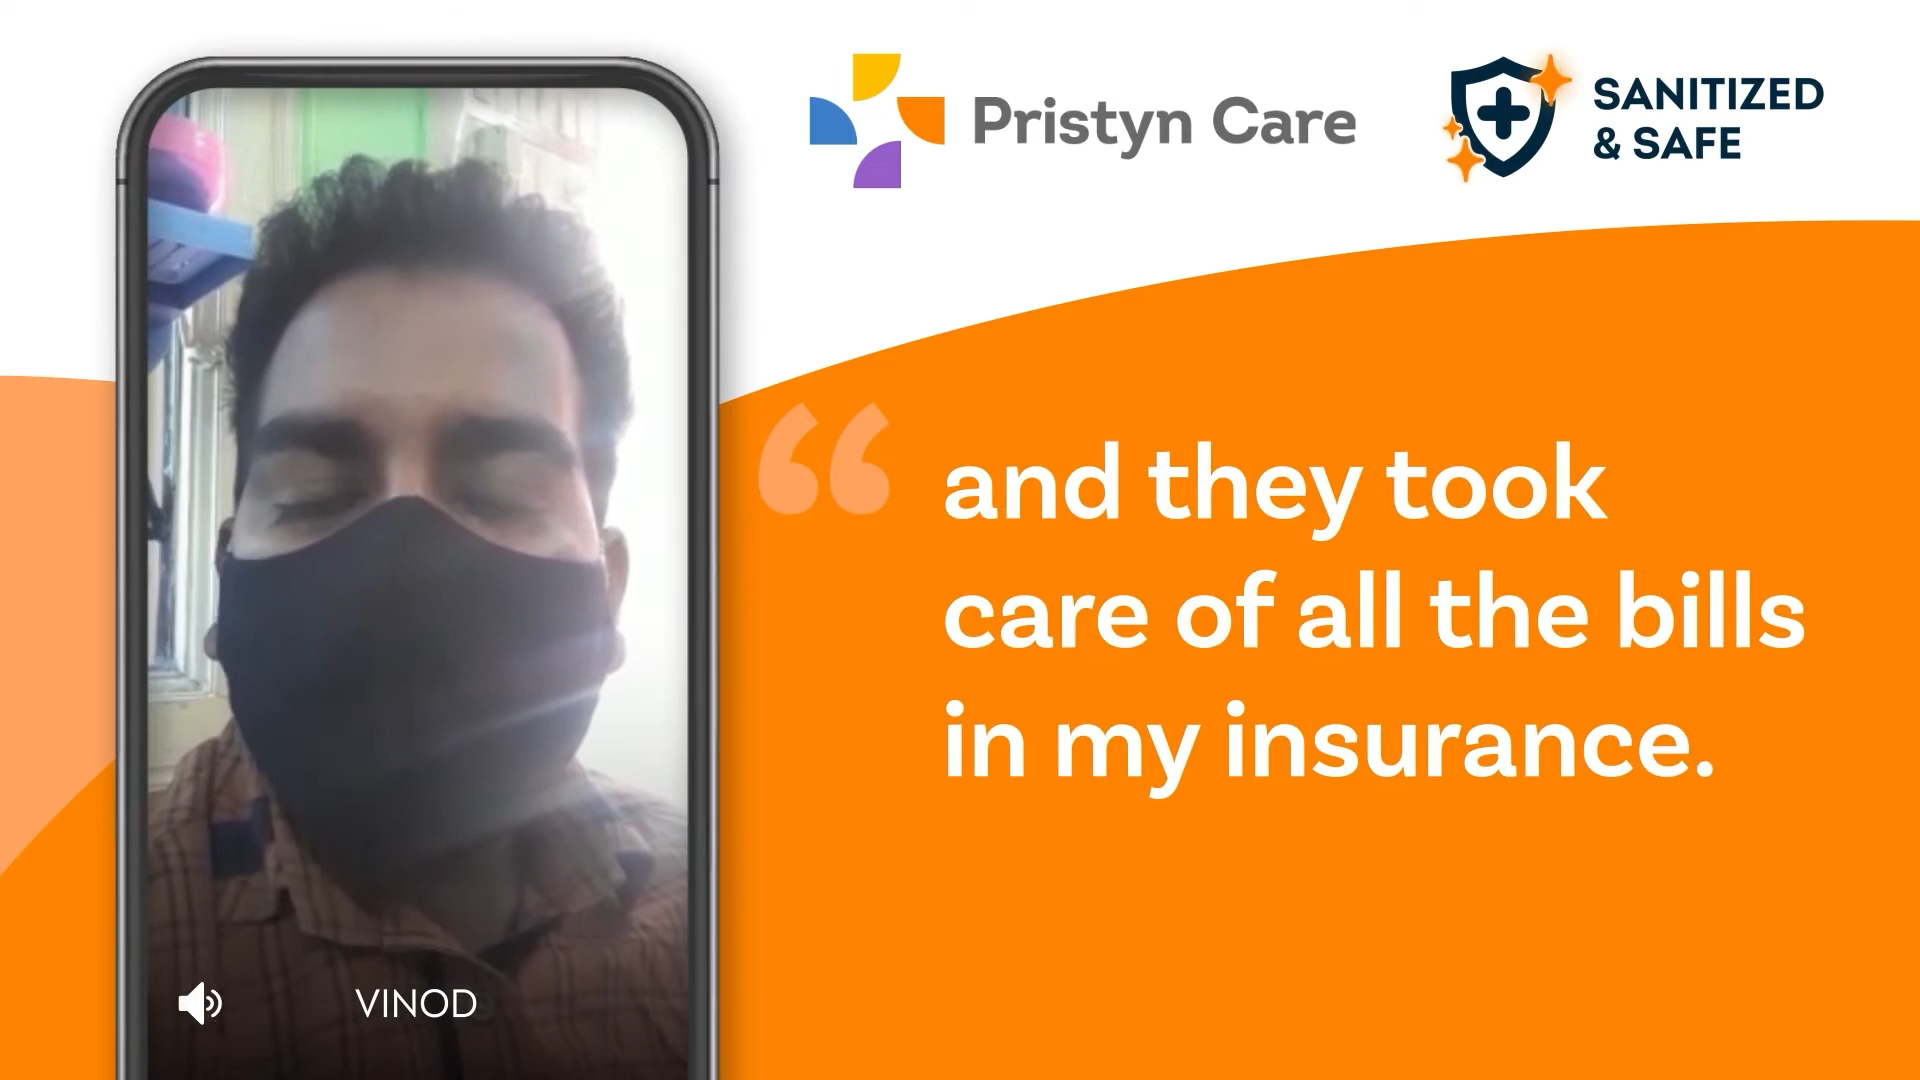 Pristyn Care
SANITIZED
& SAFE
“ and they took
care of all the bills
in my insurance.
VINOD